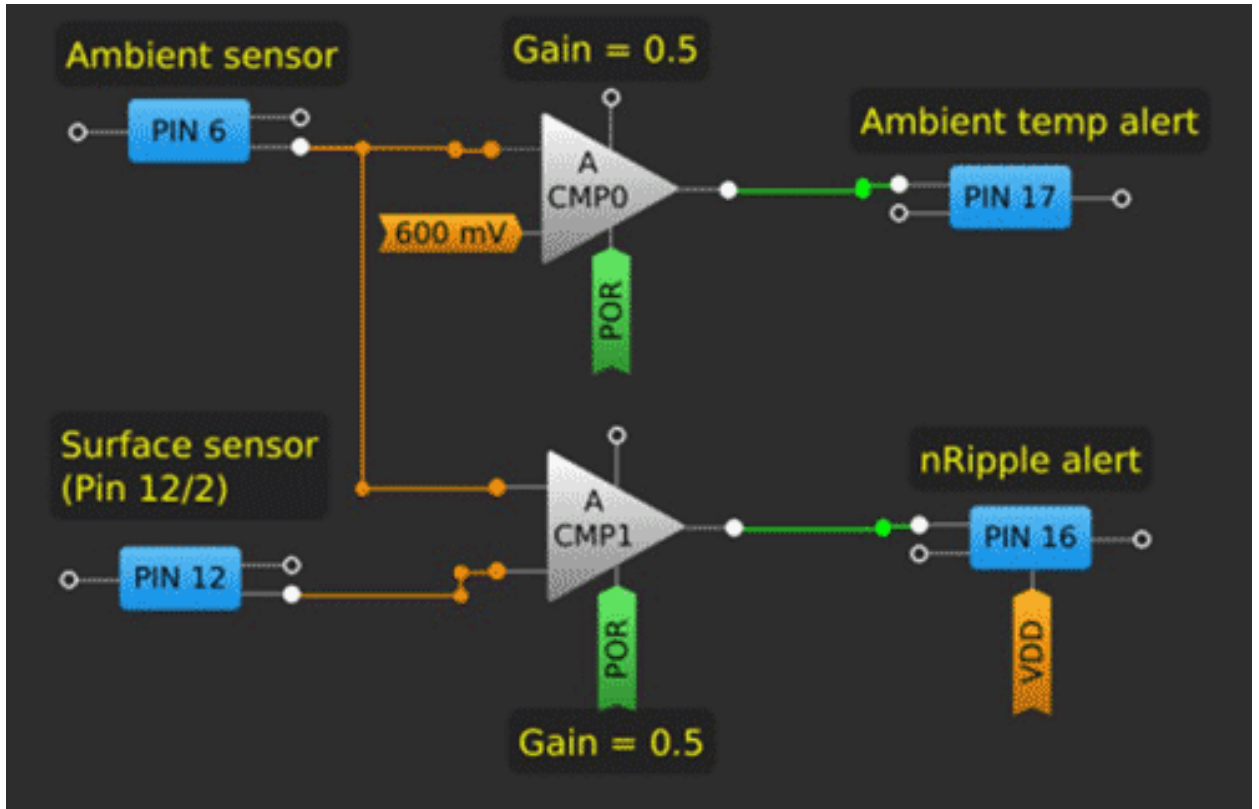 Ambient sensor
Gain = 0.5
PIN 6
A
CMP0
600 mV
POR
Ambient temp alert
PIN 17
Surface sensor
(Pin 12/2)
PIN 12
A
CMP1
POR
Gain = 0.5
nRipple alert
PIN 16
VDD